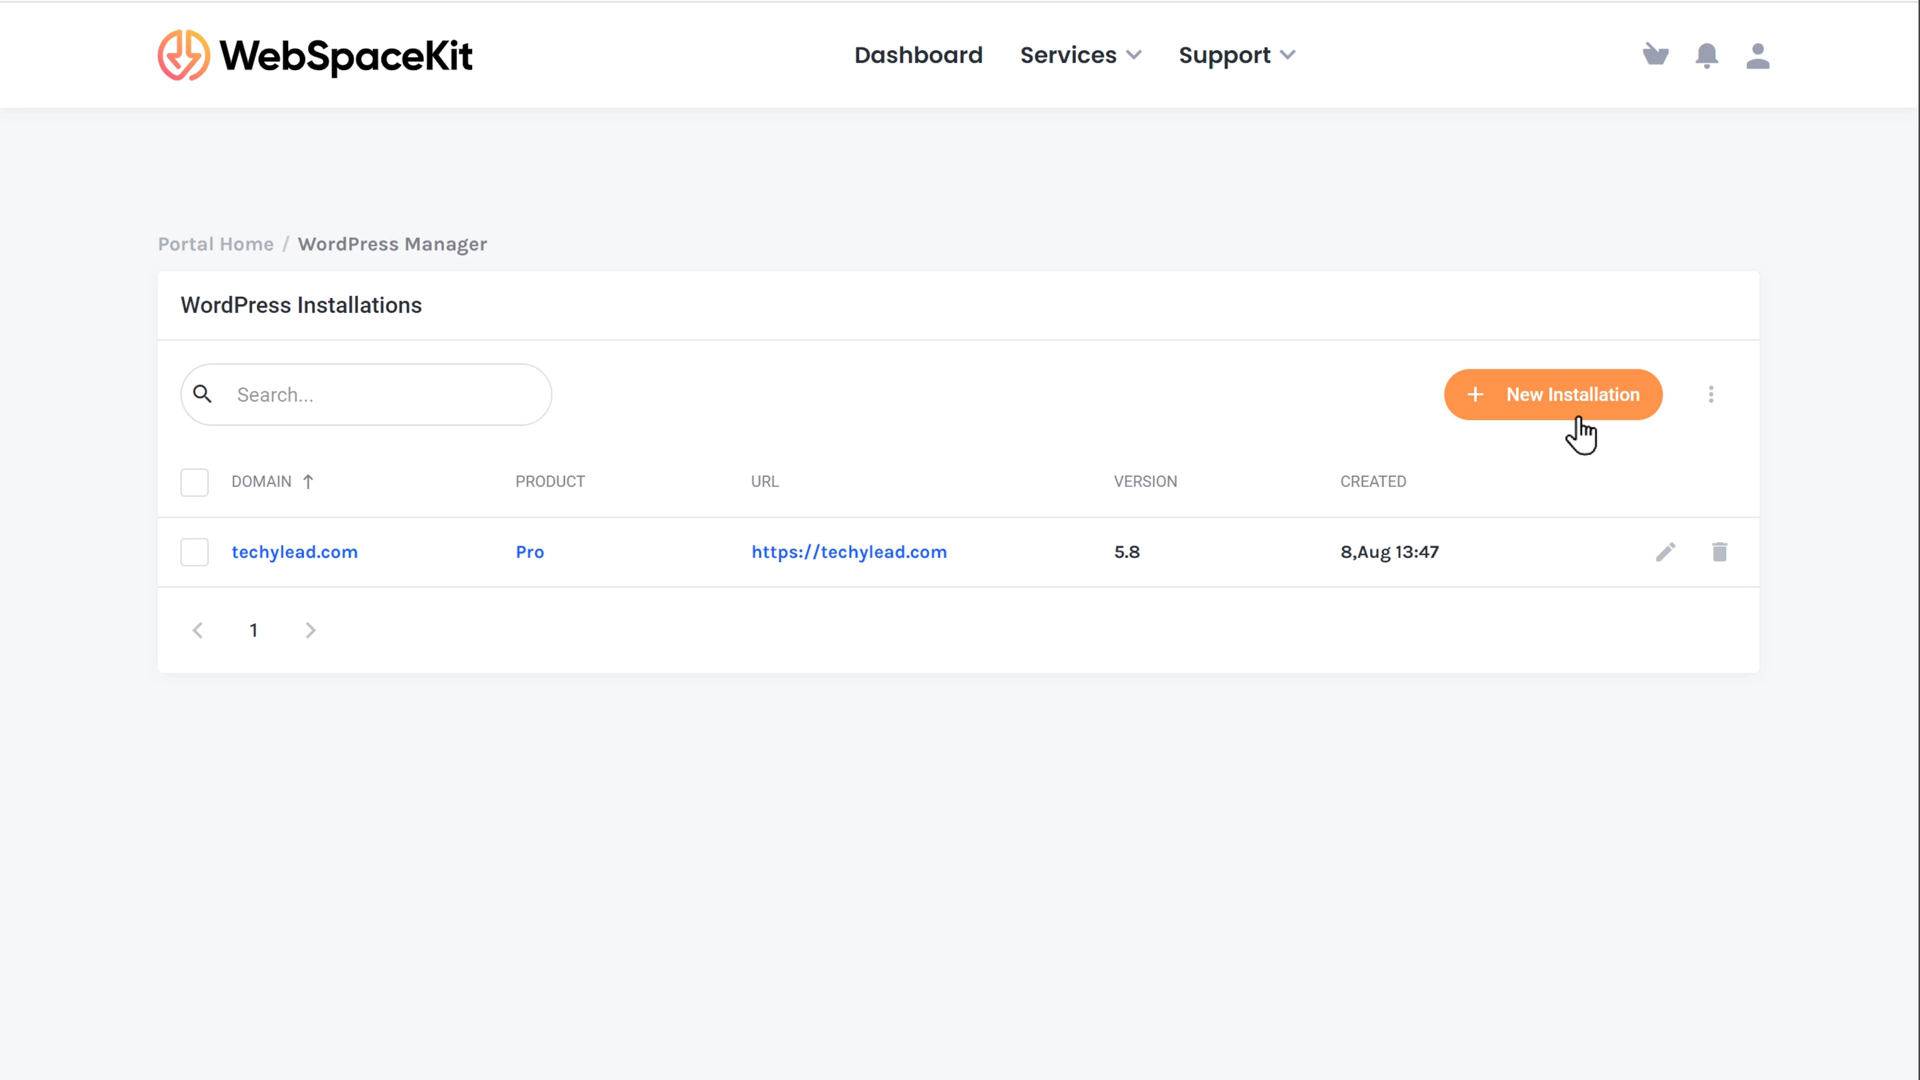 WebSpaceKit
Dashboard Services Support
Portal Home / WordPress Manager
WordPress Installations
Search...
+ New Installation
DOMAIN ↑ PRODUCT URL VERSION CREATED
techylead.com Pro https://techylead.com 5.8 8,Aug 13:47
1